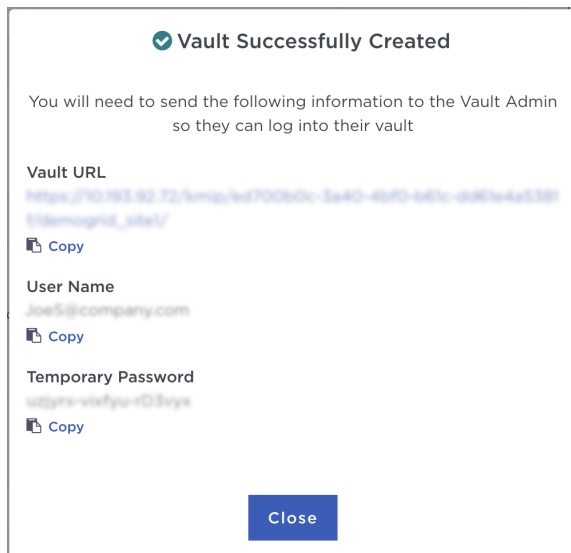 Vault Successfully Created
You will need to send the following information to the Vault Admin
so they can log into their vault
Vault URL
Copy
User Name
Copy
Temporary Password
Copy
Close